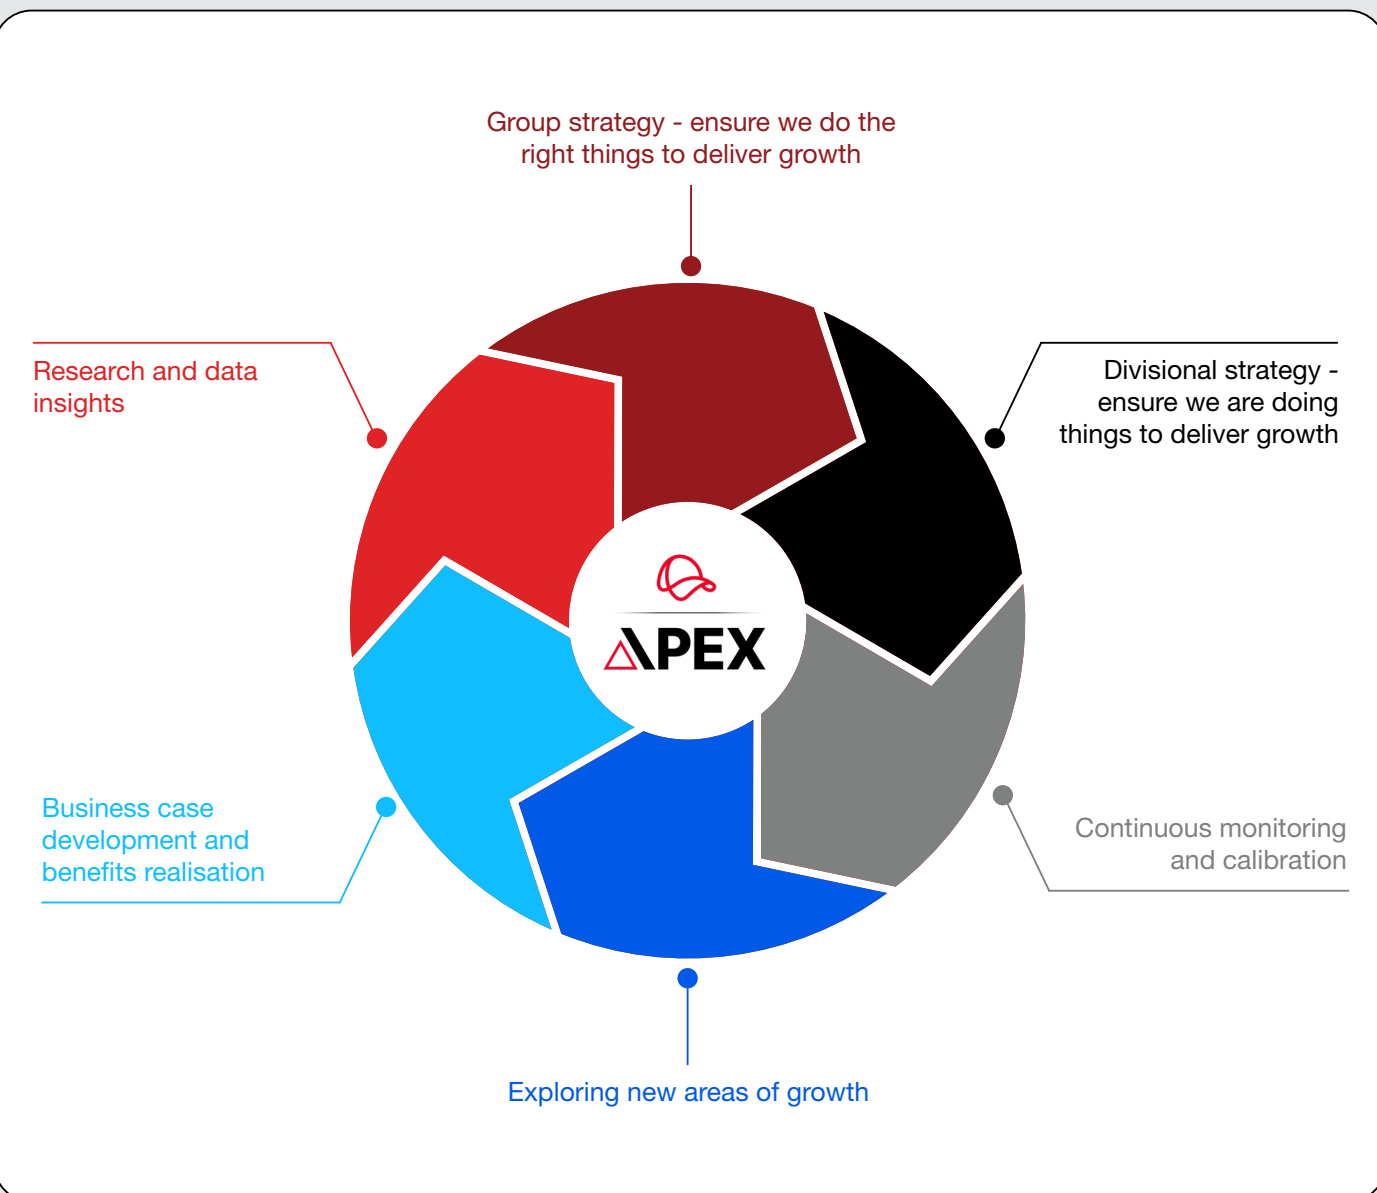 Group strategy - ensure we do the
right things to deliver growth
Research and data
insights
Divisional strategy -
ensure we are doing
things to deliver growth
APEX
Business case
development and
benefits realisation
Continuous monitoring
and calibration
Exploring new areas of growth